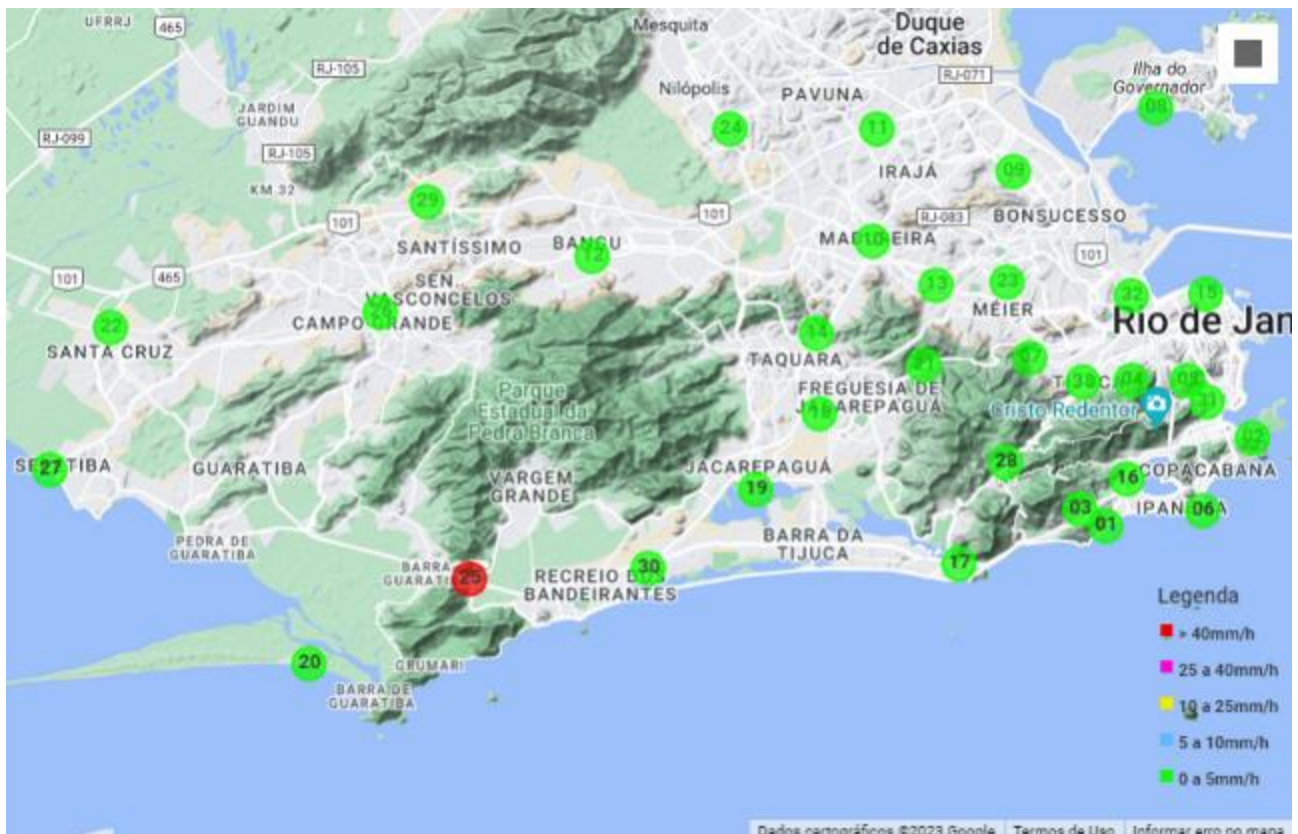 UFRRJ
465
Mesquita
Duque
de Caxias
RJ-105
RJ-071
Ilha do
Governador
08
Nilópolis
PAVUNA
JARDIM
GUANDU
24
11
RJ-099
RJ-105
IRAJÁ
09
KM 32
29
101
101
RJ-083
BONSUCESSO
SANTÍSSIMO
BANGU
12
MADUREIRA
10
101
101
465
SEN.
VASCONCELOS
13
23
32
15
MÉIER
22
CAMPO GRANDE
14
Rio de Jan
SANTA CRUZ
TAQUARA
21
07
Parque
Estadual da
Pedra Branca
FREGUESIA DE
JACAREPAGUÁ
04
31
Cristo Redentor
02
SEPETIBA
27
GUARATIBA
VARGEM
GRANDE
JACAREPAGUÁ
19
28
16
COPACABANA
03
01
IPANEMA
06
PEDRA DE
GUARATIBA
BARRA DA
TIJUCA
17
BARRA
GUARATI
25
30
RECREIO DOS
BANDEIRANTES
20
GRUMARI
BARRA DE
GUARATIBA
Legenda
> 40mm/h
25 a 40mm/h
10 a 25mm/h
5 a 10mm/h
0 a 5mm/h
Dados cartográficos ©2023 Google
Termos de Uso
Informar erro no mapa